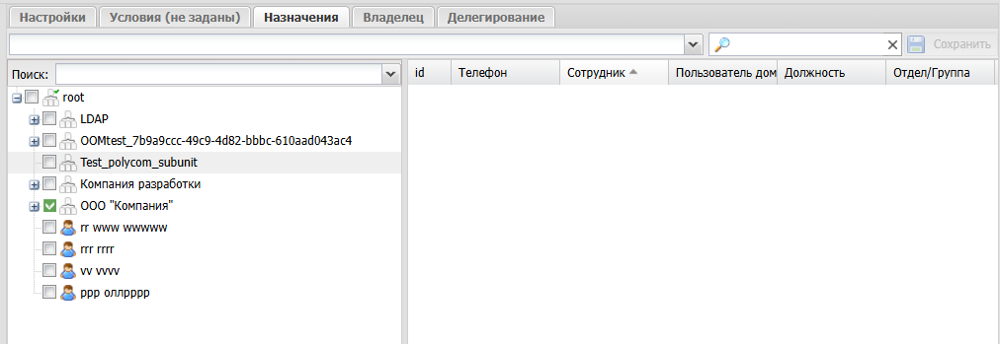 Настройки Условия (не заданы) Назначения Владелец Делегирование
Сохранить
Поиск:
id Телефон Сотрудник Пользователь дом Должность Отдел/Группа
root
LDAP
OOMtest_7b9a9ccc-49c9-4d82-bbbc-610aad043ac4
Test_polycom_subunit
Компания разработки
ООО "Компания"
rr www wwwww
rrr rrrr
vv vvvv
ppp оллрррр